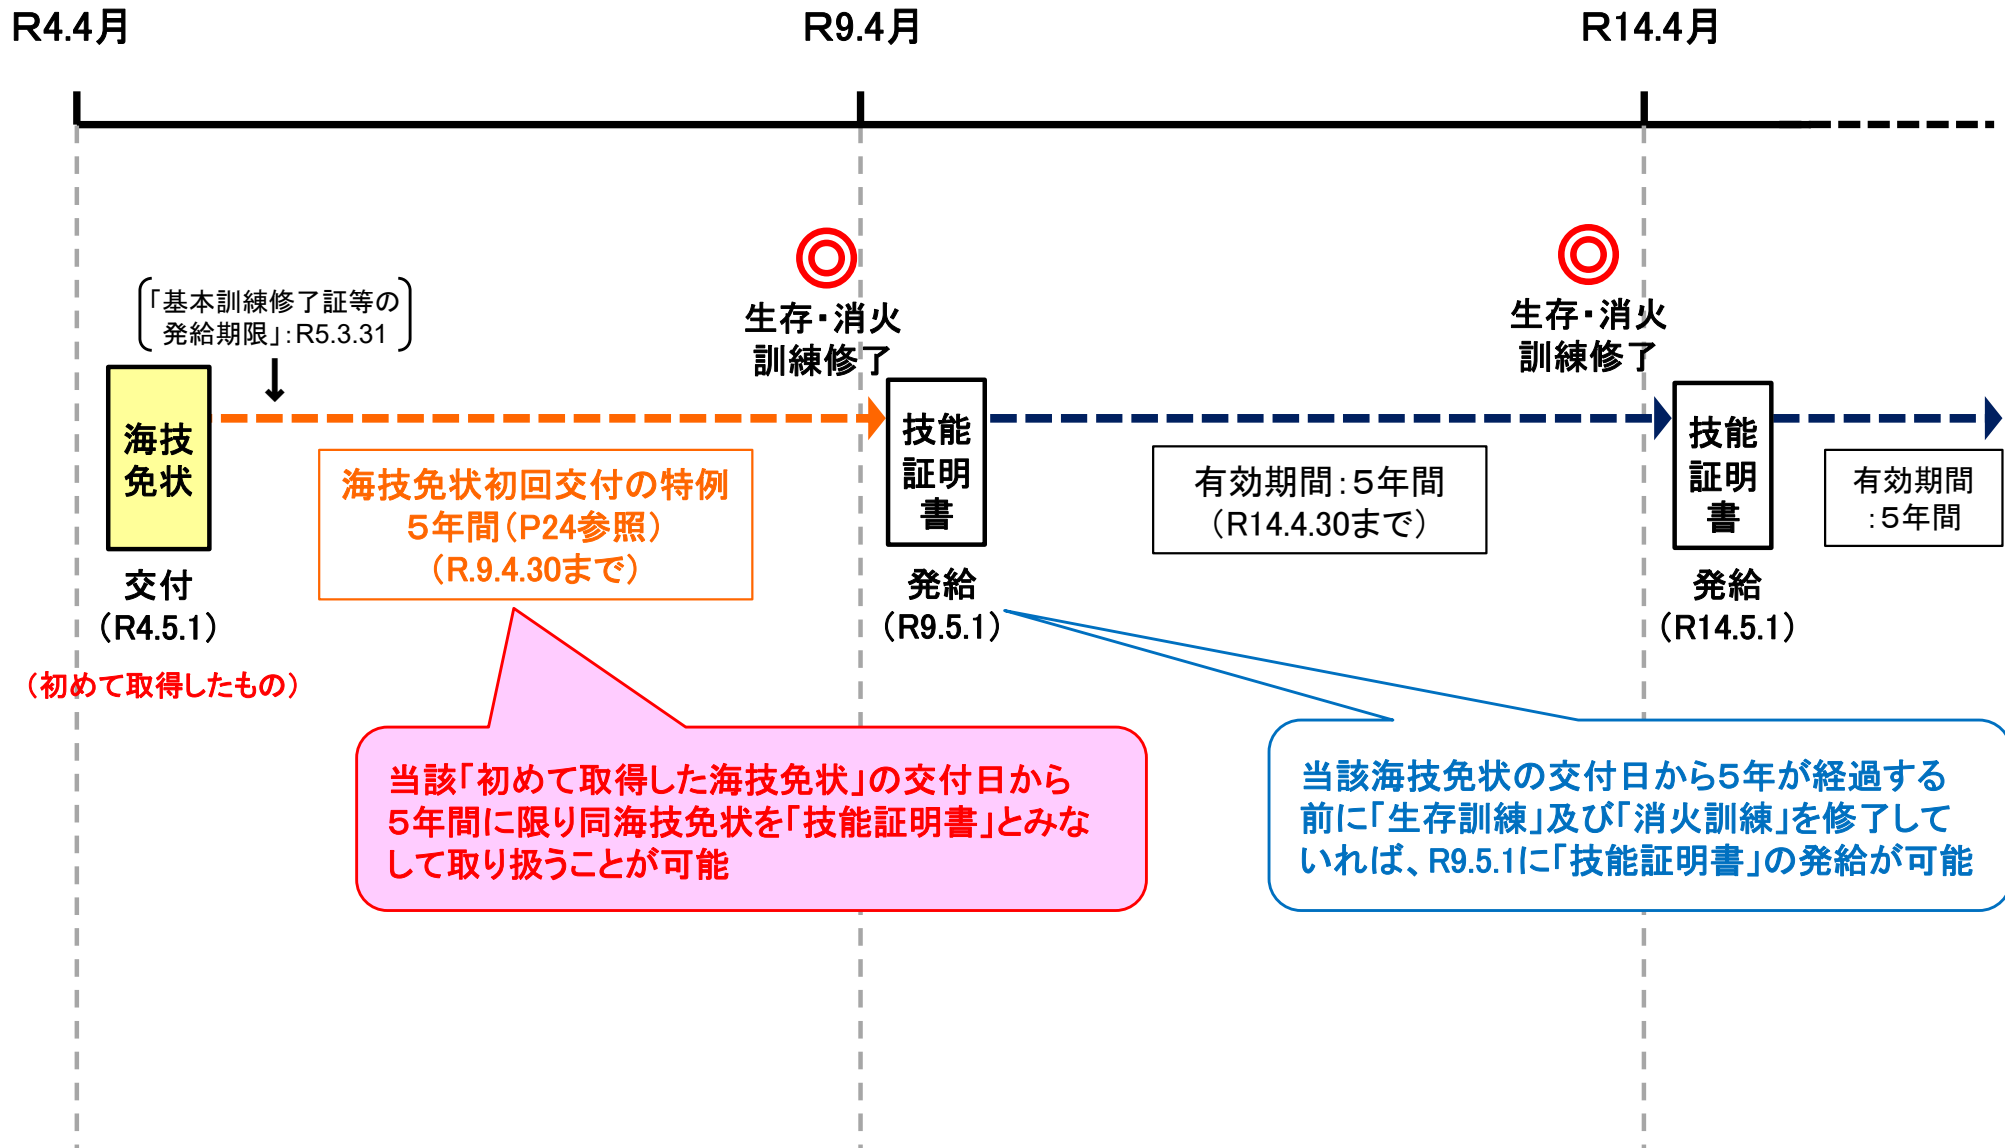 R4.4月
R9.4月
R14.4月
「基本訓練修了証等の
発給期限」:R5.3.31
生存・消火
訓練修了
生存・消火
訓練修了
海技
免状
技能
証明
書
技能
証明
書
海技免状初回交付の特例
5年間(P24参照)
(R.9.4.30まで)
有効期間:5年間
(R14.4.30まで)
有効期間
:5年間
交付
(R4.5.1)
(初めて取得したもの)
発給
(R9.5.1)
発給
(R14.5.1)
当該「初めて取得した海技免状」の交付日から
5年間に限り同海技免状を「技能証明書」とみな
して取り扱うことが可能
当該海技免状の交付日から5年が経過する
前に「生存訓練」及び「消火訓練」を修了して
いれば、R9.5.1に「技能証明書」の発給が可能